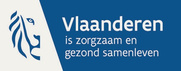 Vlaanderen
is zorgzaam en
gezond samenleven